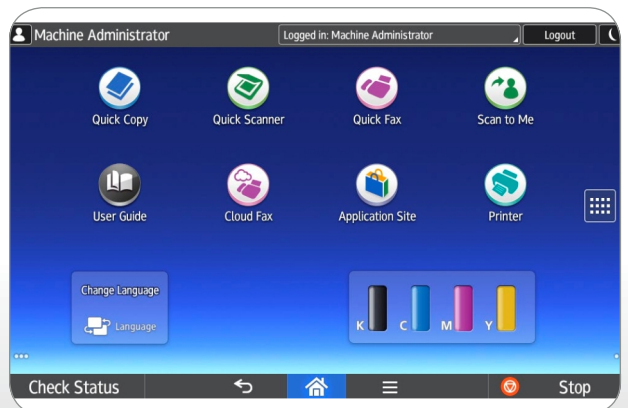 Machine Administrator
Logged in: Machine Administrator
Logout
Quick Copy
Quick Scanner
Quick Fax
Scan to Me
User Guide
Cloud Fax
Application Site
Printer
Change Language
Language
K
C
M
Y
Check Status
Stop